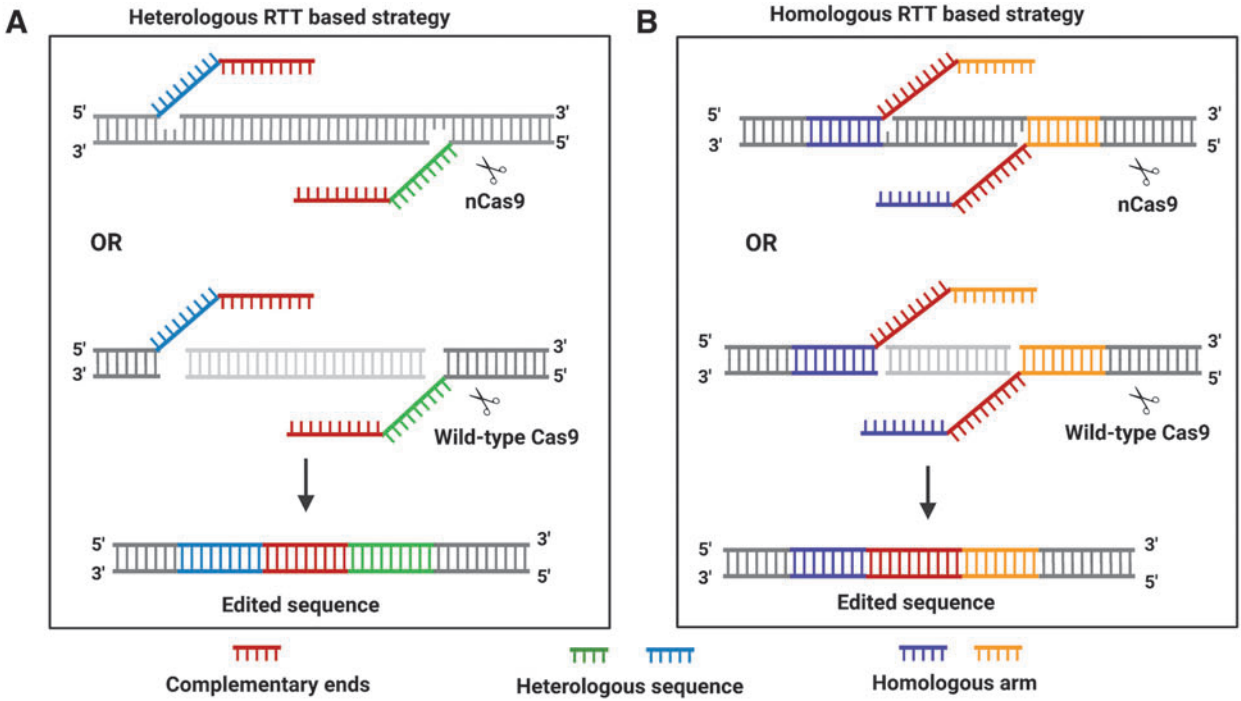 A
Heterologous RTT based strategy
5'
3'
3'
5'
nCas9
OR
5'
3'
3'
5'
Wild-type Cas9
5'
3'
3'
5'
Edited sequence
B
Homologous RTT based strategy
5'
3'
3'
5'
nCas9
OR
5'
3'
3'
5'
Wild-type Cas9
5'
3'
3'
5'
Edited sequence
Complementary ends
Heterologous sequence
Homologous arm